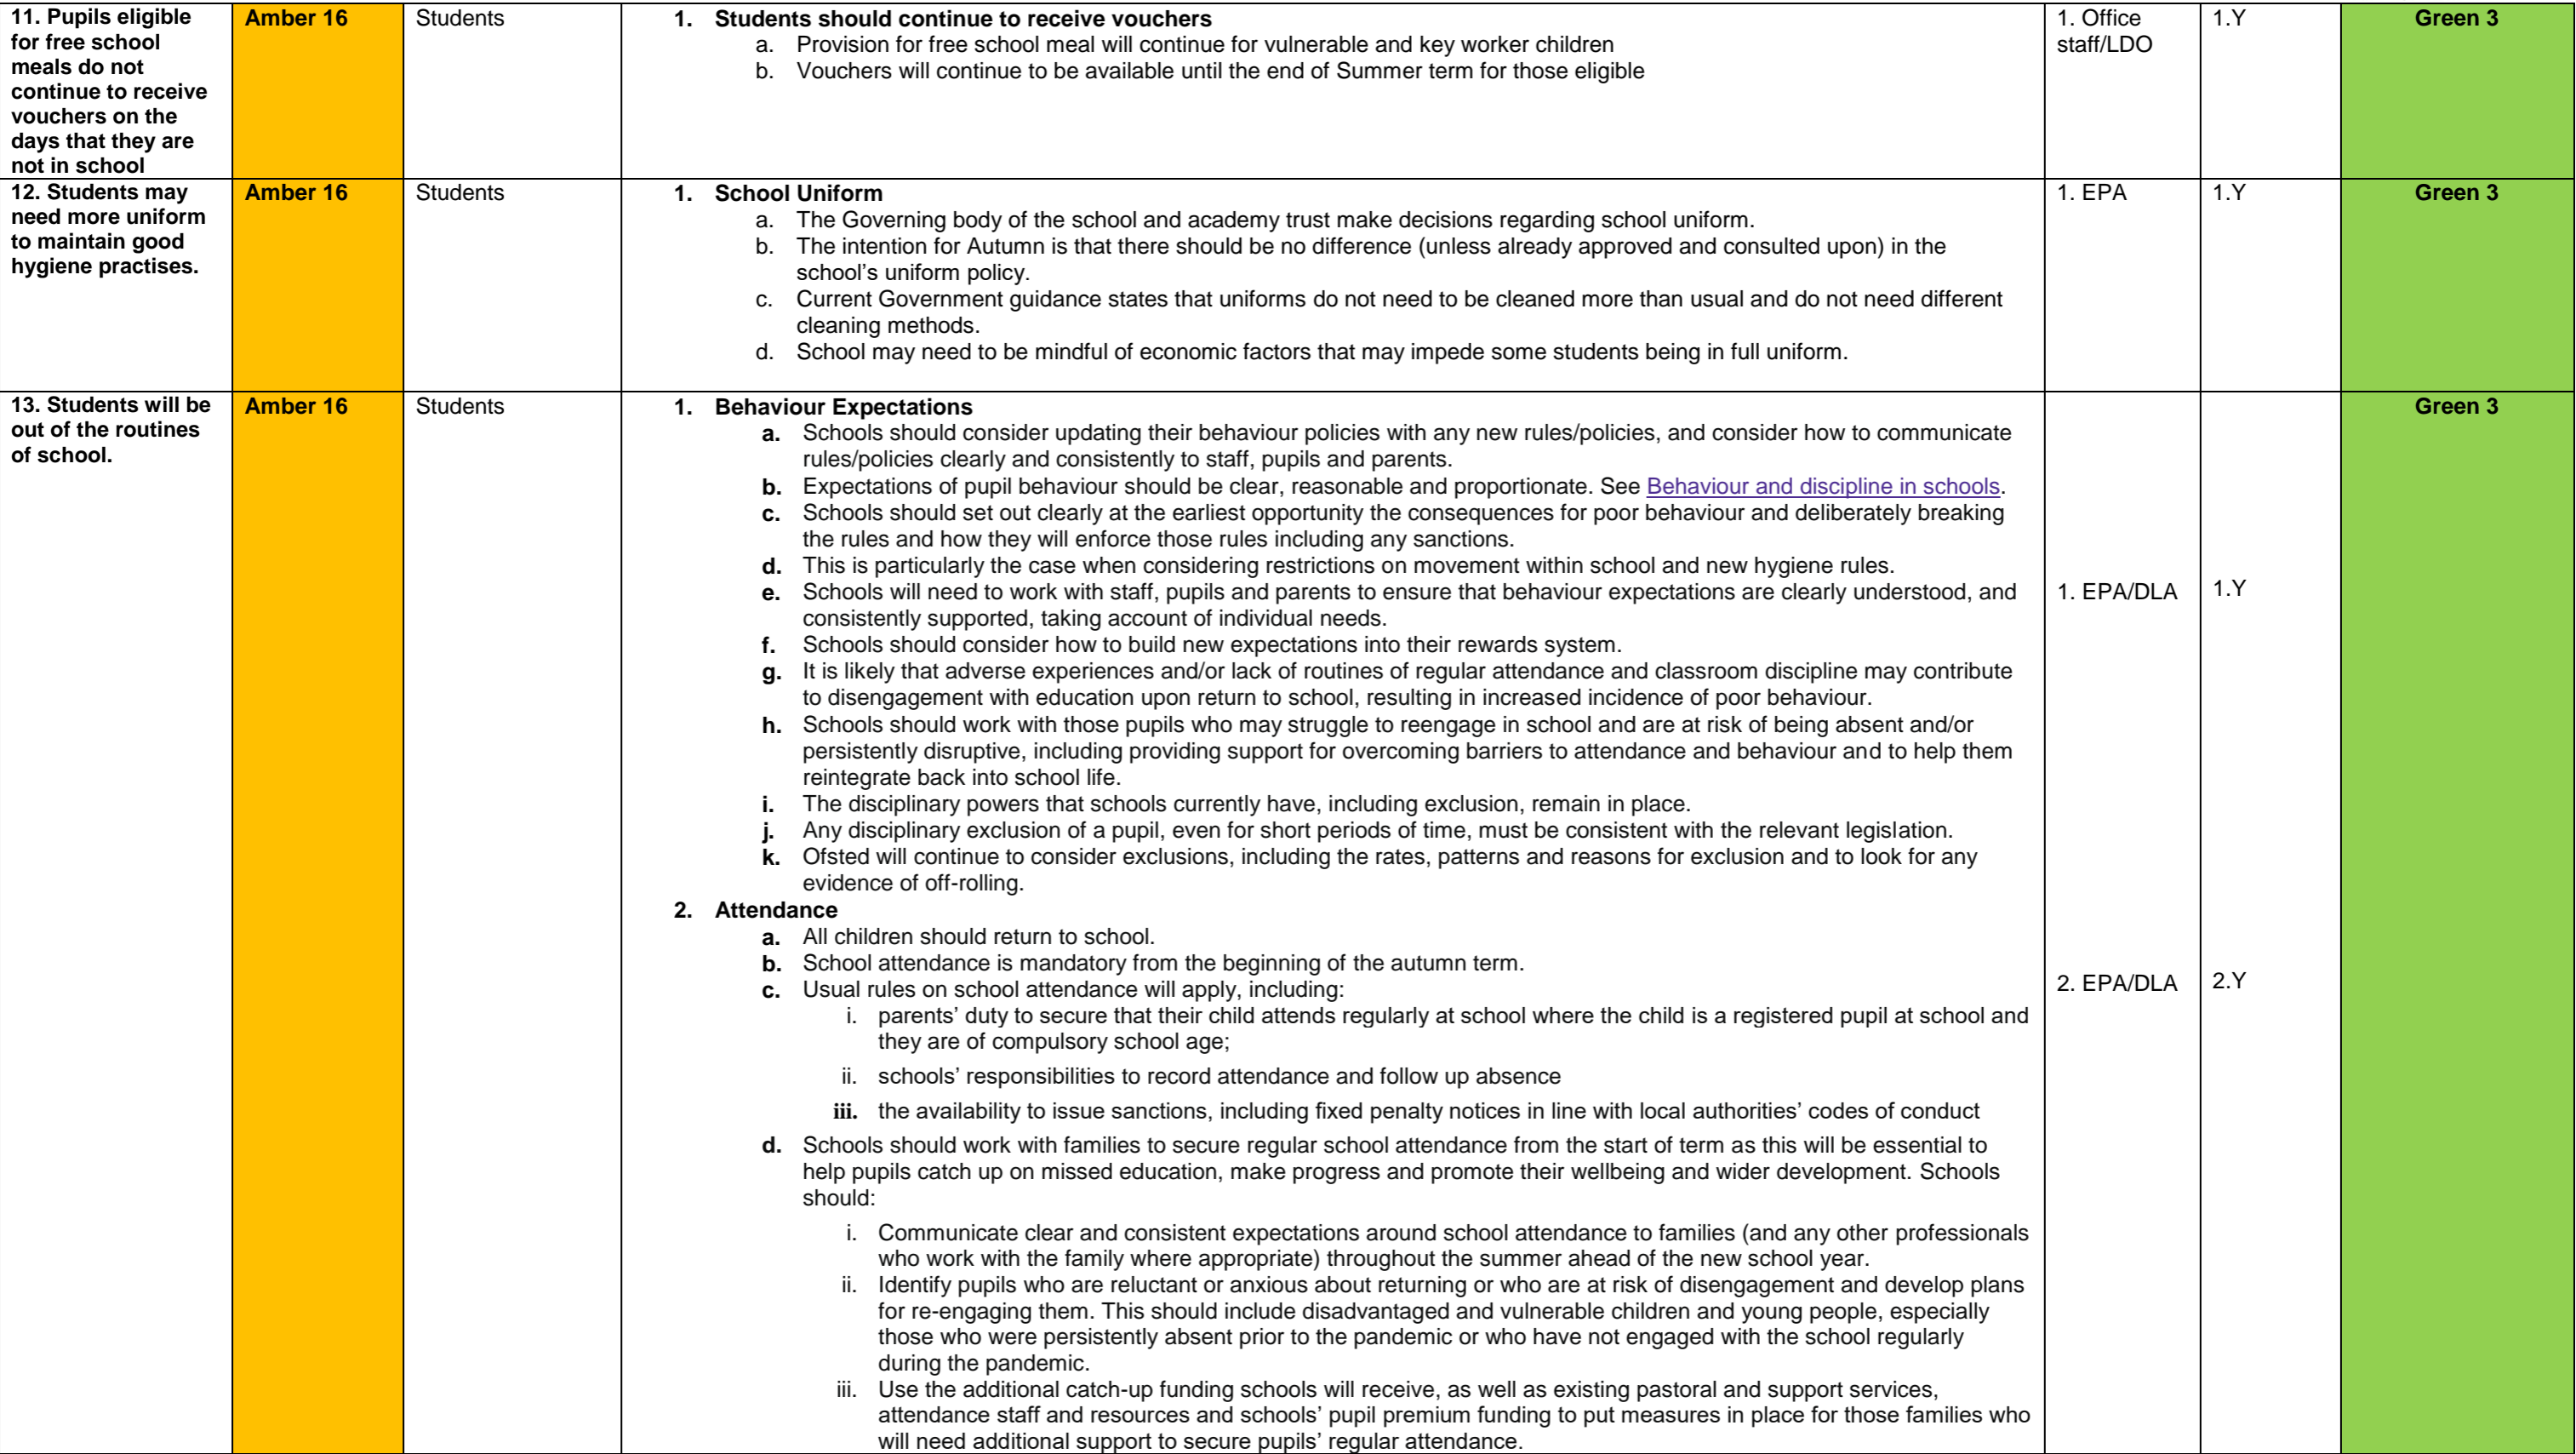 11. Pupils eligible
for free school
meals do not
continue to receive
vouchers on the
days that they are
not in school
Amber 16
Students
1. Students should continue to receive vouchers
a. Provision for free school meal will continue for vulnerable and key worker children
b. Vouchers will continue to be available until the end of Summer term for those eligible
1. Office
staff/LDO
1.Y
Green 3
12. Students may
need more uniform
to maintain good
hygiene practises.
Amber 16
Students
1. School Uniform
a. The Governing body of the school and academy trust make decisions regarding school uniform.
b. The intention for Autumn is that there should be no difference (unless already approved and consulted upon) in the
school's uniform policy.
c. Current Government guidance states that uniforms do not need to be cleaned more than usual and do not need different
cleaning methods.
d. School may need to be mindful of economic factors that may impede some students being in full uniform.
1. EPA
1.Y
Green 3
13. Students will be
out of the routines
of school.
Amber 16
Students
1. Behaviour Expectations
a. Schools should consider updating their behaviour policies with any new rules/policies, and consider how to communicate
rules/policies clearly and consistently to staff, pupils and parents.
b. Expectations of pupil behaviour should be clear, reasonable and proportionate. See Behaviour and discipline in schools.
c. Schools should set out clearly at the earliest opportunity the consequences for poor behaviour and deliberately breaking
the rules and how they will enforce those rules including any sanctions.
d. This is particularly the case when considering restrictions on movement within school and new hygiene rules.
e. Schools will need to work with staff, pupils and parents to ensure that behaviour expectations are clearly understood, and
consistently supported, taking account of individual needs.
f. Schools should consider how to build new expectations into their rewards system.
g. It is likely that adverse experiences and/or lack of routines of regular attendance and classroom discipline may contribute
to disengagement with education upon return to school, resulting in increased incidence of poor behaviour.
h. Schools should work with those pupils who may struggle to reengage in school and are at risk of being absent and/or
persistently disruptive, including providing support for overcoming barriers to attendance and behaviour and to help them
reintegrate back into school life.
i. The disciplinary powers that schools currently have, including exclusion, remain in place.
j. Any disciplinary exclusion of a pupil, even for short periods of time, must be consistent with the relevant legislation.
k. Ofsted will continue to consider exclusions, including the rates, patterns and reasons for exclusion and to look for any
evidence of off-rolling.
2. Attendance
a. All children should return to school.
b. School attendance is mandatory from the beginning of the autumn term.
c. Usual rules on school attendance will apply, including:
i. parents' duty to secure that their child attends regularly at school where the child is a registered pupil at school and
they are of compulsory school age;
ii. schools' responsibilities to record attendance and follow up absence
iii. the availability to issue sanctions, including fixed penalty notices in line with local authorities' codes of conduct
d. Schools should work with families to secure regular school attendance from the start of term as this will be essential to
help pupils catch up on missed education, make progress and promote their wellbeing and wider development. Schools
should:
i. Communicate clear and consistent expectations around school attendance to families (and any other professionals
who work with the family where appropriate) throughout the summer ahead of the new school year.
ii. Identify pupils who are reluctant or anxious about returning or who are at risk of disengagement and develop plans
for re-engaging them. This should include disadvantaged and vulnerable children and young people, especially
those who were persistently absent prior to the pandemic or who have not engaged with the school regularly
during the pandemic.
iii. Use the additional catch-up funding schools will receive, as well as existing pastoral and support services,
attendance staff and resources and schools' pupil premium funding to put measures in place for those families who
will need additional support to secure pupils' regular attendance.
1. EPA/DLA
1.Y
2. EPA/DLA
2.Y
Green 3